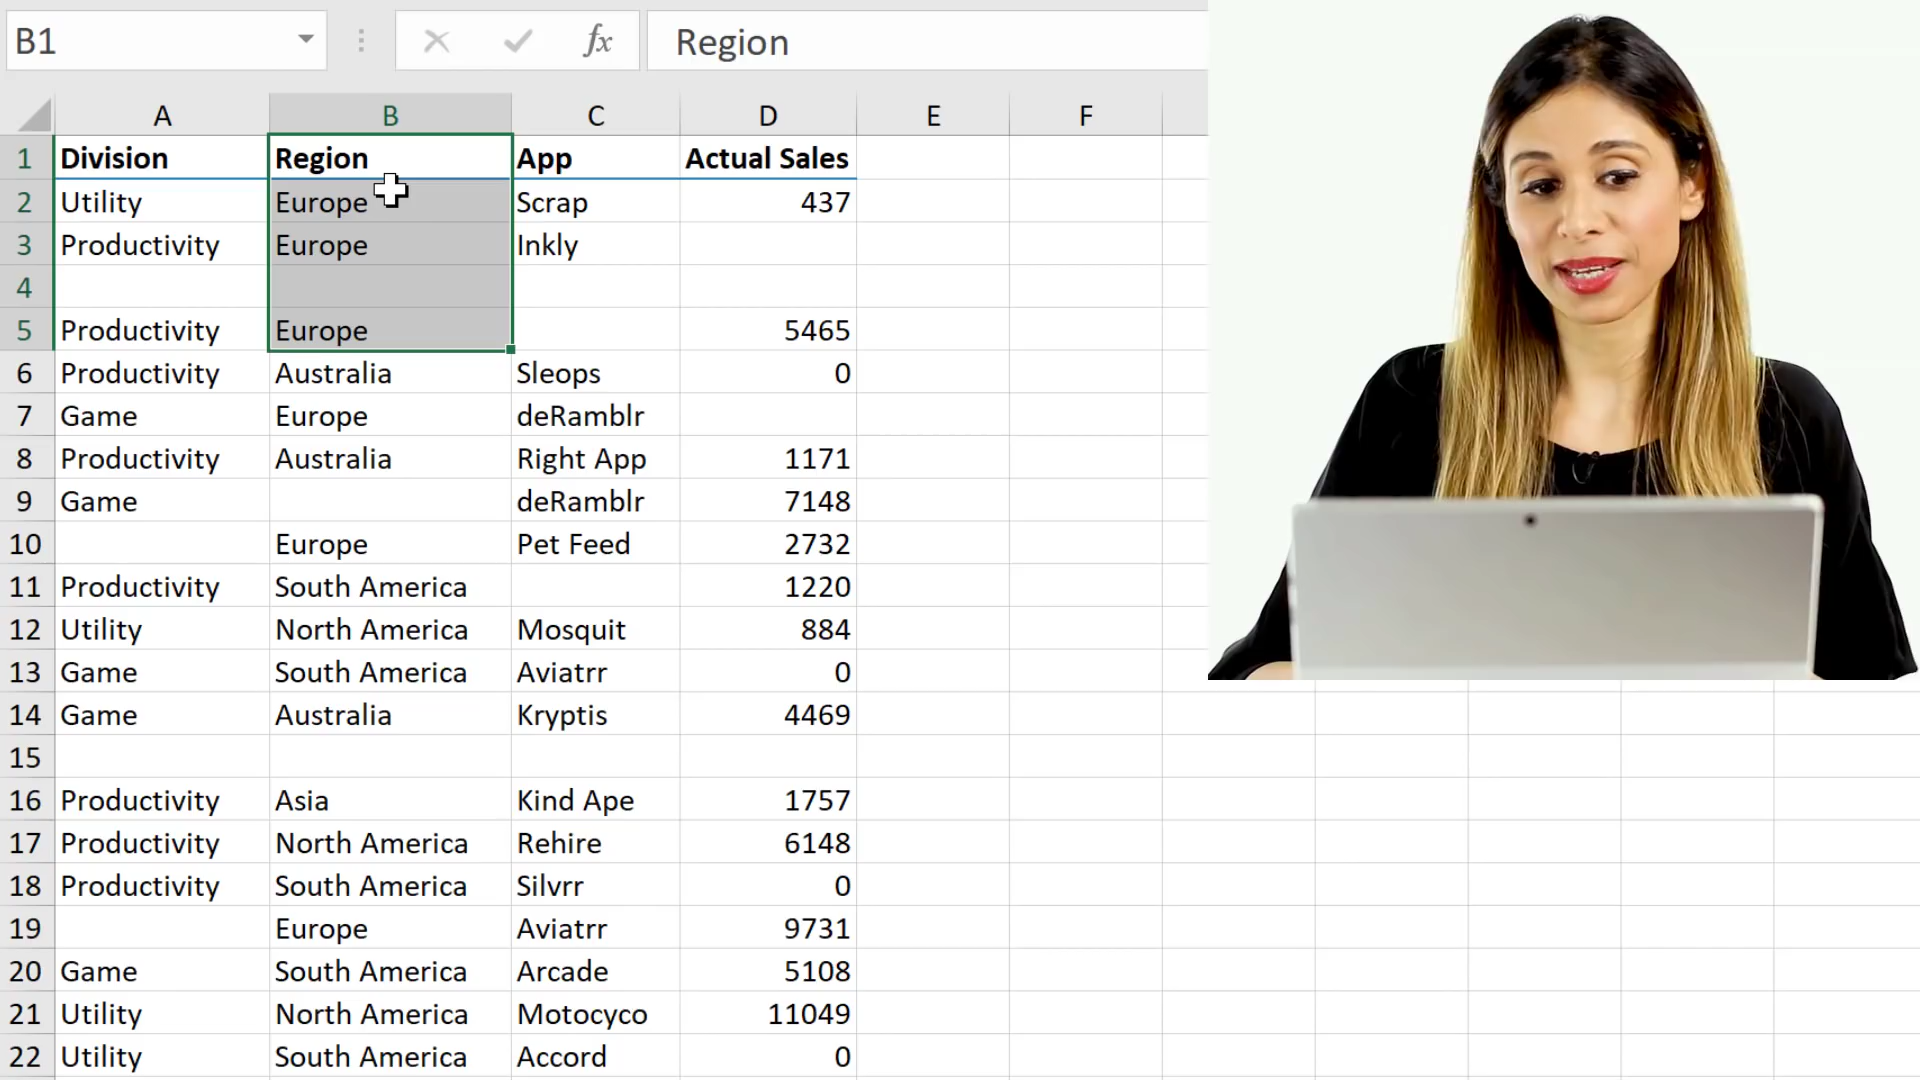 B1 fx Region
A B C D E F
1 Division Region App Actual Sales
2 Utility Europe Scrap 437
3 Productivity Europe Inkly
4
5 Productivity Europe 5465
6 Productivity Australia Sleops 0
7 Game Europe deRamblr
8 Productivity Australia Right App 1171
9 Game deRamblr 7148
10 Europe Pet Feed 2732
11 Productivity South America 1220
12 Utility North America Mosquit 884
13 Game South America Aviatrr 0
14 Game Australia Kryptis 4469
15
16 Productivity Asia Kind Ape 1757
17 Productivity North America Rehire 6148
18 Productivity South America Silvrr 0
19 Europe Aviatrr 9731
20 Game South America Arcade 5108
21 Utility North America Motocyco 11049
22 Utility South America Accord 0